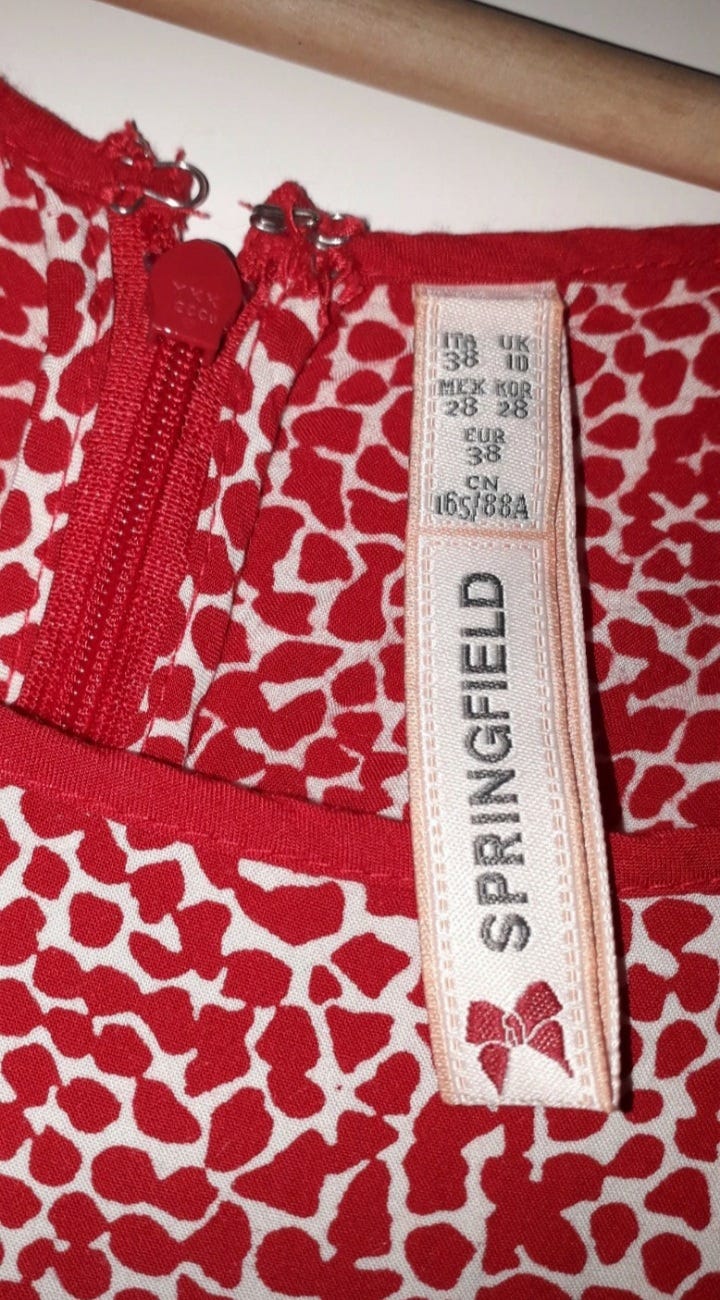 ITA UK
38 10
MEX KOR
28 28
EUR
38
CN
165/88A
SPRINGFIELD